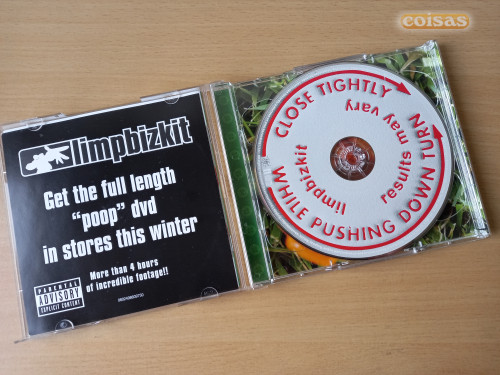 coisas
limpbizkit
Get the full length
"poop" dvd
in stores this winter
More than 4 hours
of incredible footage!!
PARENTAL
ADVISORY
EXPLICIT CONTENT
CLOSE TIGHTLY
WHILE PUSHING DOWN TURN
limpbizkit
results may vary